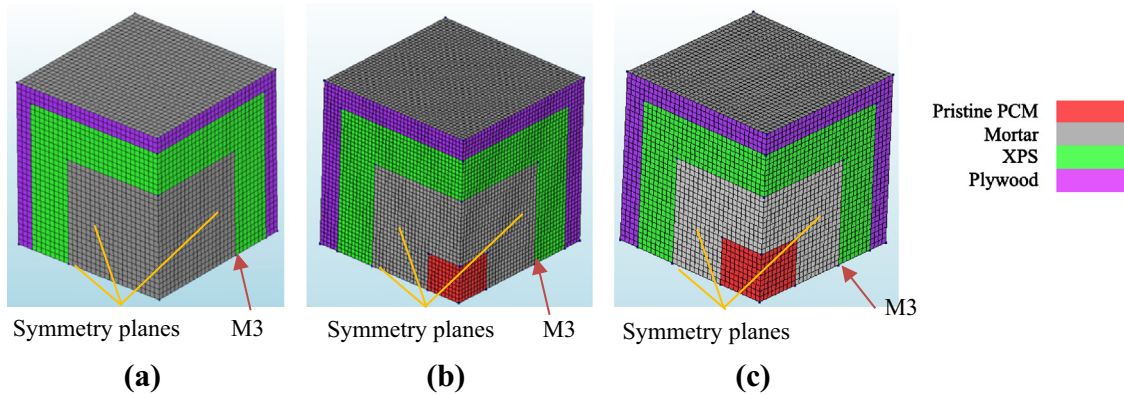 Pristine PCM
Mortar
XPS
Plywood
Symmetry planes
M3
Symmetry planes
M3
Symmetry planes
M3
(a)
(b)
(c)